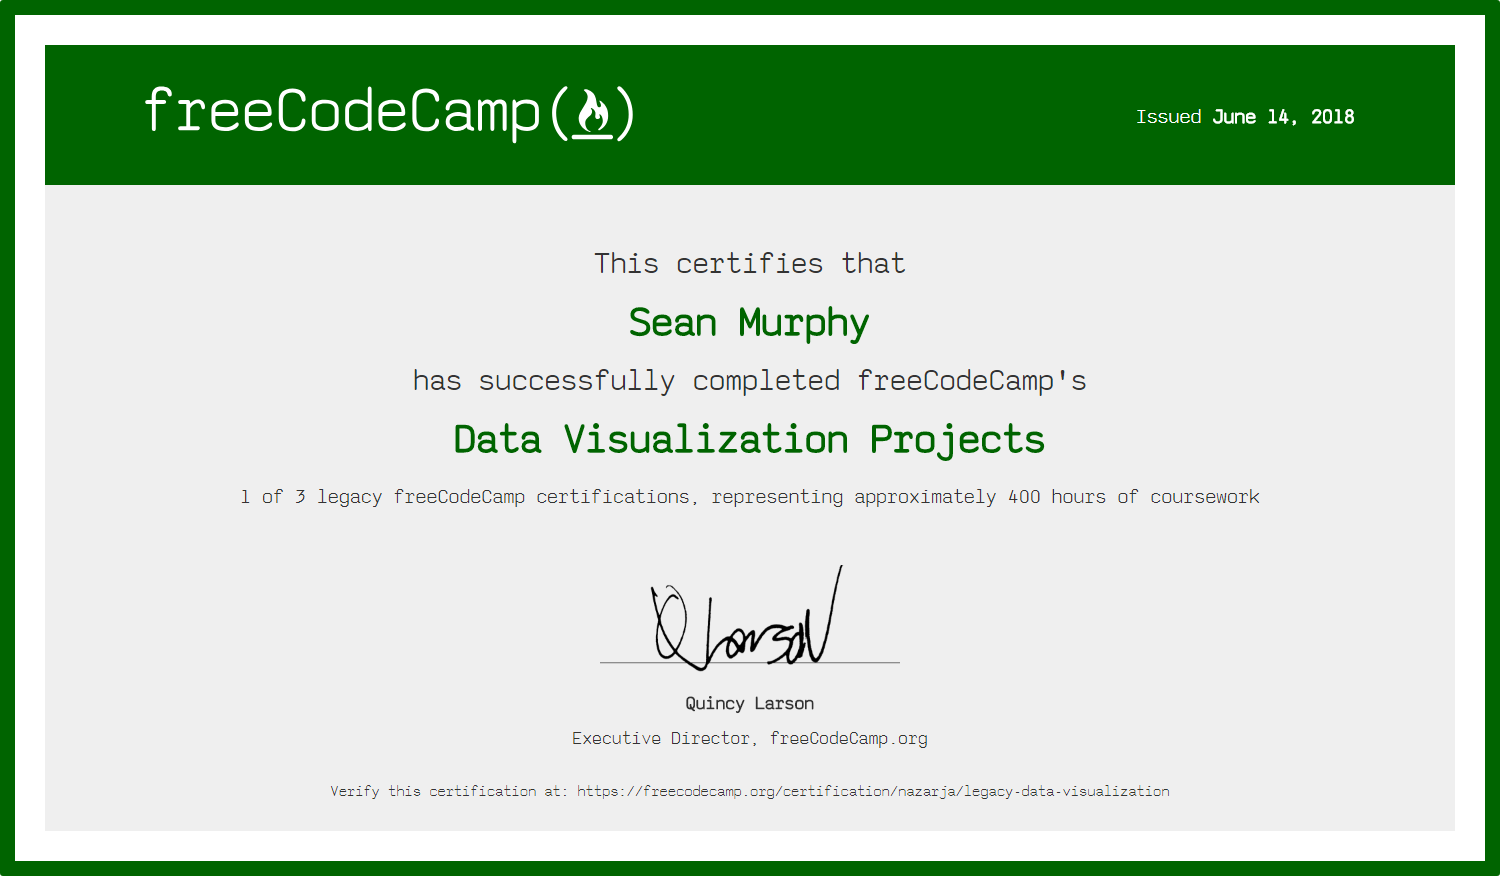 freeCodeCamp(🔥)
Issued June 14, 2018
This certifies that
Sean Murphy
has successfully completed freeCodeCamp's
Data Visualization Projects
1 of 3 legacy freeCodeCamp certifications, representing approximately 400 hours of coursework
Q Larson
Quincy Larson
Executive Director, freeCodeCamp.org
Verify this certification at: https://freecodecamp.org/certification/nazarja/legacy-data-visualization